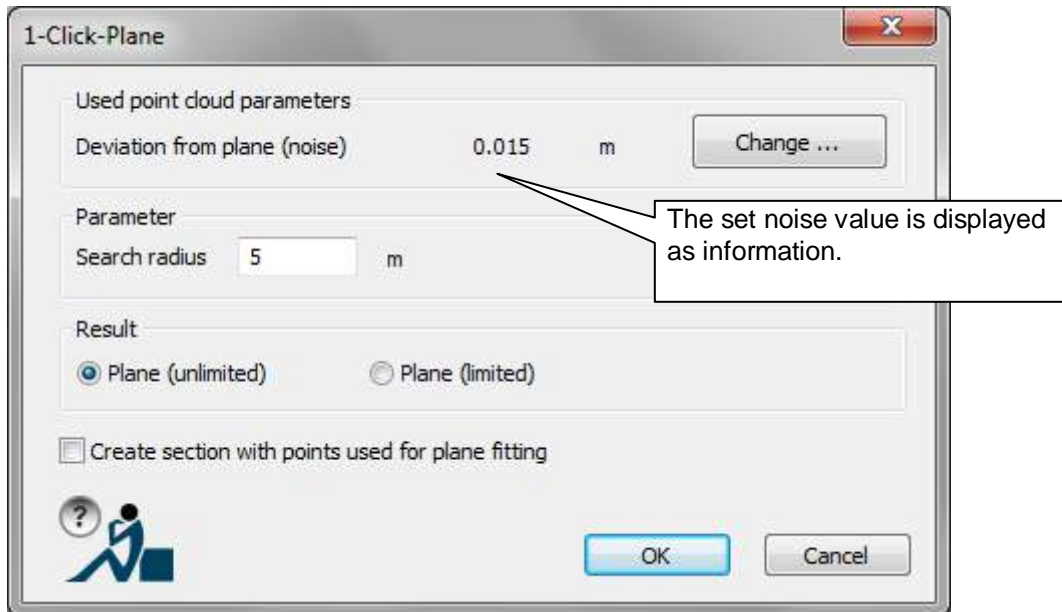 1-Click-Plane
Used point cloud parameters
Deviation from plane (noise) 0.015 m Change ...
The set noise value is displayed
as information.
Parameter
Search radius 5 m
Result
Plane (unlimited) Plane (limited)
Create section with points used for plane fitting
?
OK Cancel